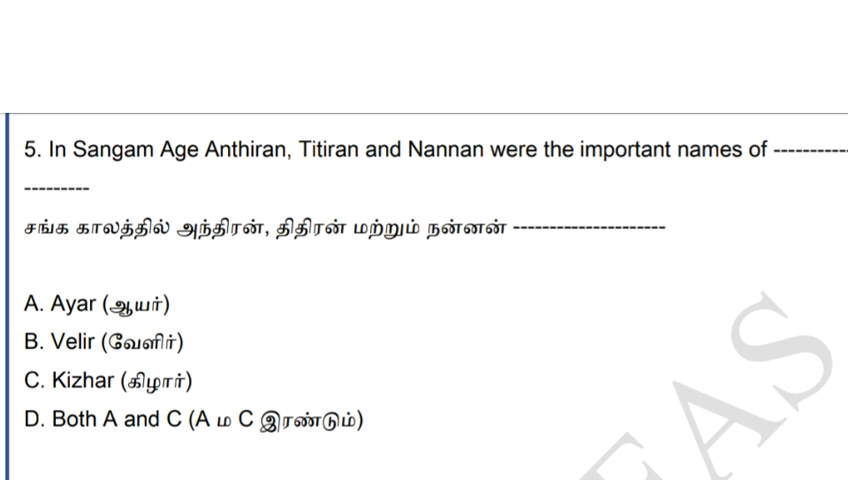 5. In Sangam Age Anthiran, Titiran and Nannan were the important names of ----------
---------
சங்க காலத்தில் அந்திரன், திதிரன் மற்றும் நன்னன் ---------------------
A. Ayar (ஆயர்)
B. Velir (வேளிர்)
C. Kizhar (கிழார்)
D. Both A and C (A ம C இரண்டும்)
EAS